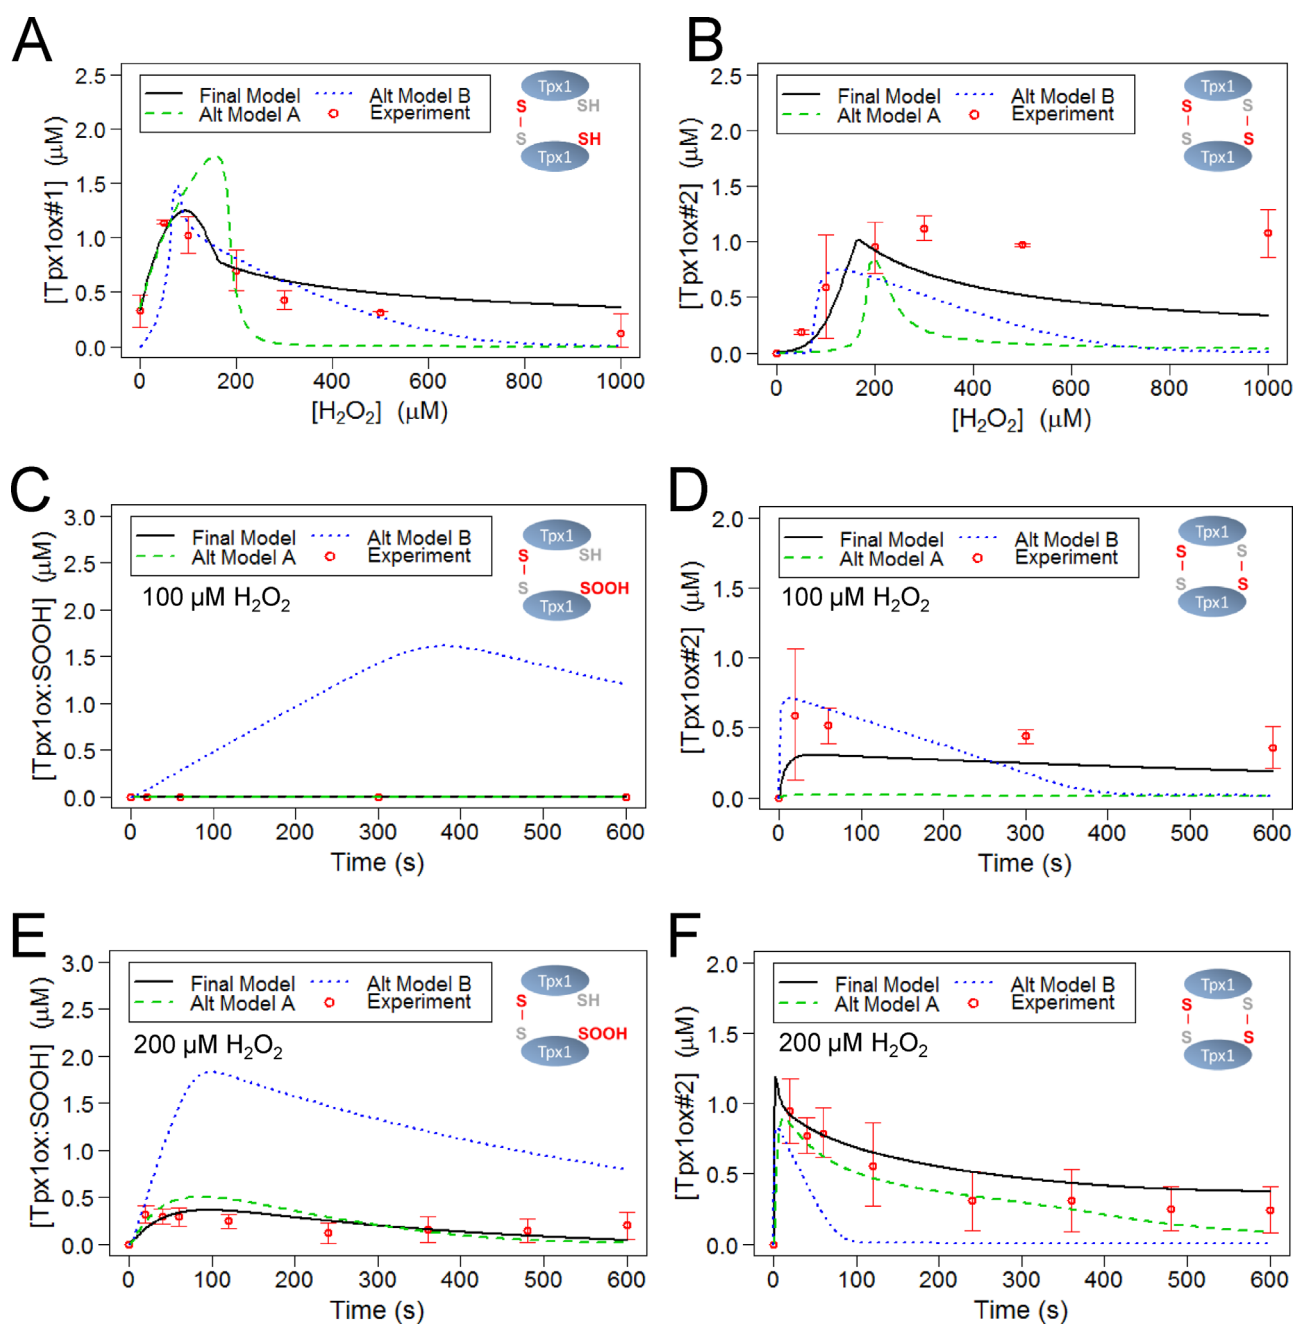 A
[Tpx1ox#1] (µM)
2.5
2.0
1.5
1.0
0.5
0.0
Final Model
Alt Model B
Alt Model A
Experiment
Tpx1
S SH
S SH
Tpx1
0 200 400 600 800 1000
[H₂O₂] (µM)
B
[Tpx1ox#2] (µM)
2.5
2.0
1.5
1.0
0.5
0.0
Final Model
Alt Model B
Alt Model A
Experiment
Tpx1
S S
S S
Tpx1
0 200 400 600 800 1000
[H₂O₂] (µM)
C
[Tpx1ox:SOOH] (µM)
3.0
2.5
2.0
1.5
1.0
0.5
0.0
Final Model
Alt Model B
Alt Model A
Experiment
100 µM H₂O₂
Tpx1
S SH
S SOOH
Tpx1
0 100 200 300 400 500 600
Time (s)
D
[Tpx1ox#2] (µM)
2.0
1.5
1.0
0.5
0.0
Final Model
Alt Model B
Alt Model A
Experiment
100 µM H₂O₂
Tpx1
S S
S S
Tpx1
0 100 200 300 400 500 600
Time (s)
E
[Tpx1ox:SOOH] (µM)
3.0
2.5
2.0
1.5
1.0
0.5
0.0
Final Model
Alt Model B
Alt Model A
Experiment
200 µM H₂O₂
Tpx1
S SH
S SOOH
Tpx1
0 100 200 300 400 500 600
Time (s)
F
[Tpx1ox#2] (µM)
2.0
1.5
1.0
0.5
0.0
Final Model
Alt Model B
Alt Model A
Experiment
200 µM H₂O₂
Tpx1
S S
S S
Tpx1
0 100 200 300 400 500 600
Time (s)